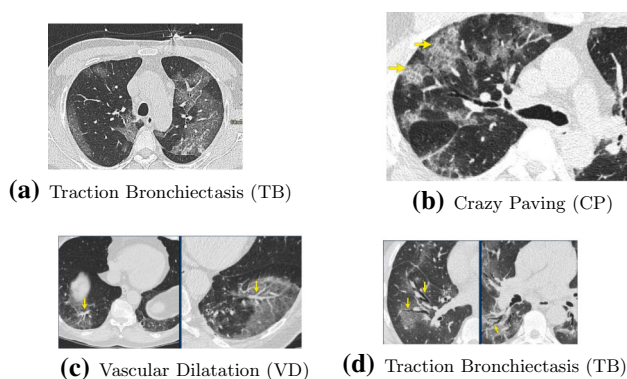 (a) Traction Bronchiectasis (TB)
(b) Crazy Paving (CP)
(c) Vascular Dilatation (VD)
(d) Traction Bronchiectasis (TB)